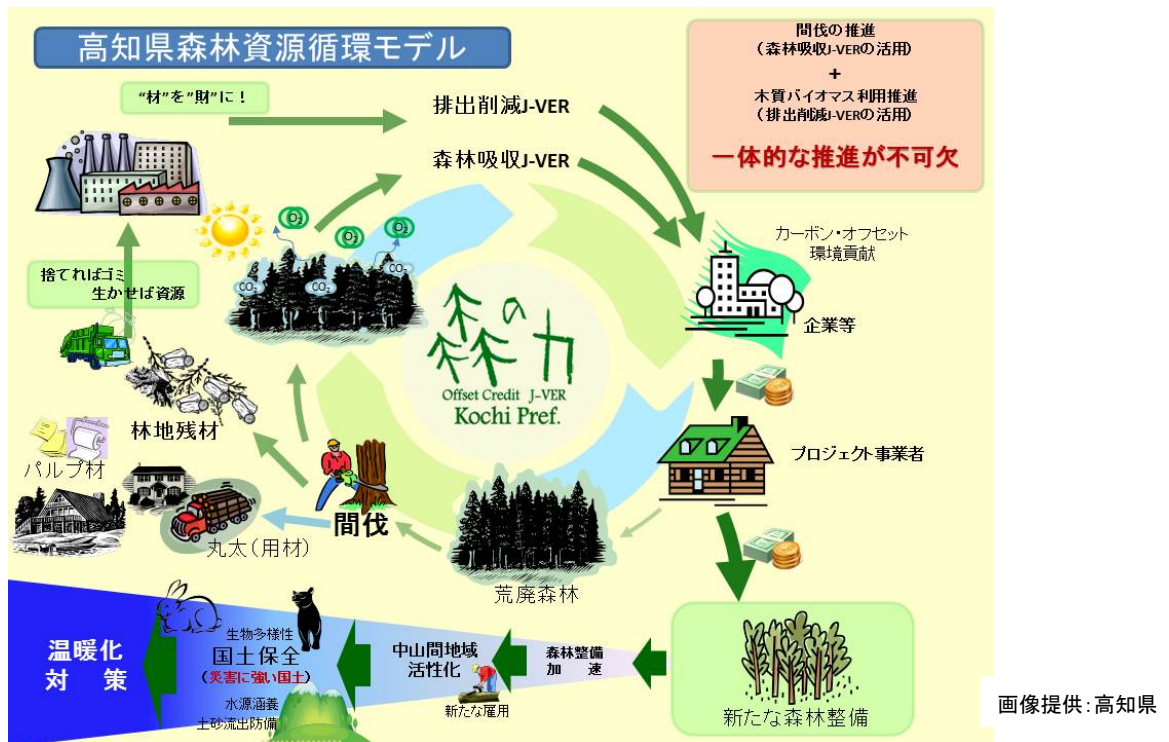 高知県森林資源循環モデル
間伐の推進
(森林吸収J-VERの活用)
+
木質バイオマス利用推進
(排出削減J-VERの活用)
一体的な推進が不可欠
"材"を"財"に!
排出削減J-VER
森林吸収J-VER
O₂
O₂
O₂
CO₂
CO₂
CO₂
カーボン・オフセット
環境貢献
企業等
捨てればゴミ
生かせば資源
森の力
Offset Credit J-VER
Kochi Pref.
林地残材
パルプ材
丸太(用材)
間伐
荒廃森林
プロジェクト事業者
新たな森林整備
森林整備
加 速
中山間地域
活性化
新たな雇用
生物多様性
国土保全
(災害に強い国土)
水源涵養
土砂流出防備
温暖化
対 策
画像提供:高知県